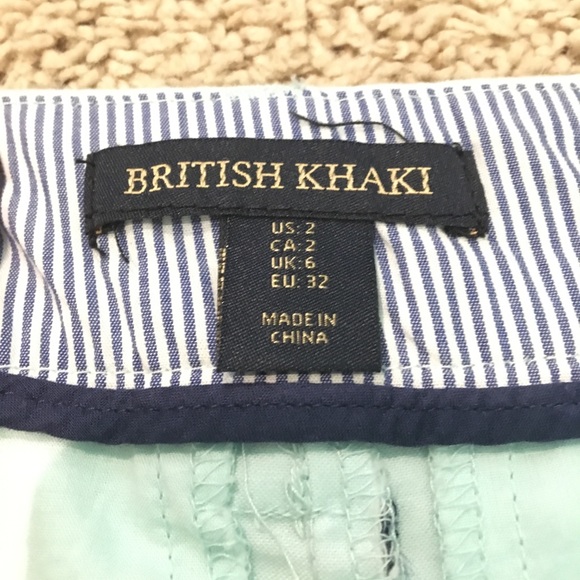 BRITISH KHAKI
US: 2
CA: 2
UK: 6
EU: 32
MADE IN
CHINA